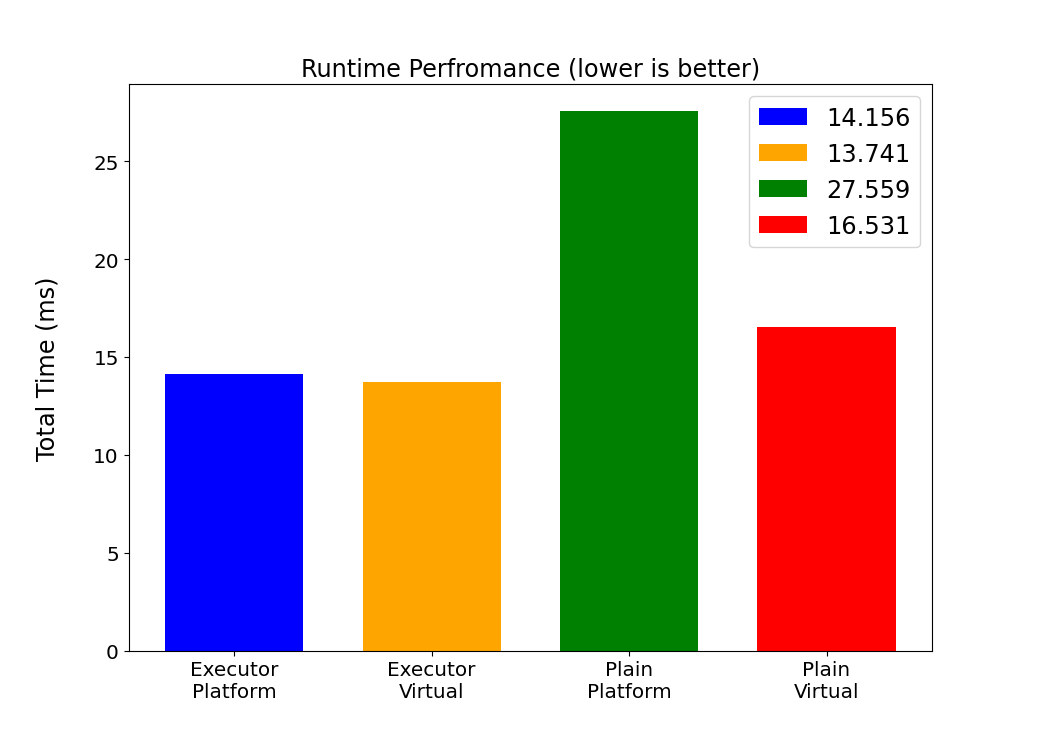 Runtime Perfromance (lower is better)
14.156
13.741
27.559
16.531
Total Time (ms)
25
20
15
10
5
0
Executor
Platform
Executor
Virtual
Plain
Platform
Plain
Virtual